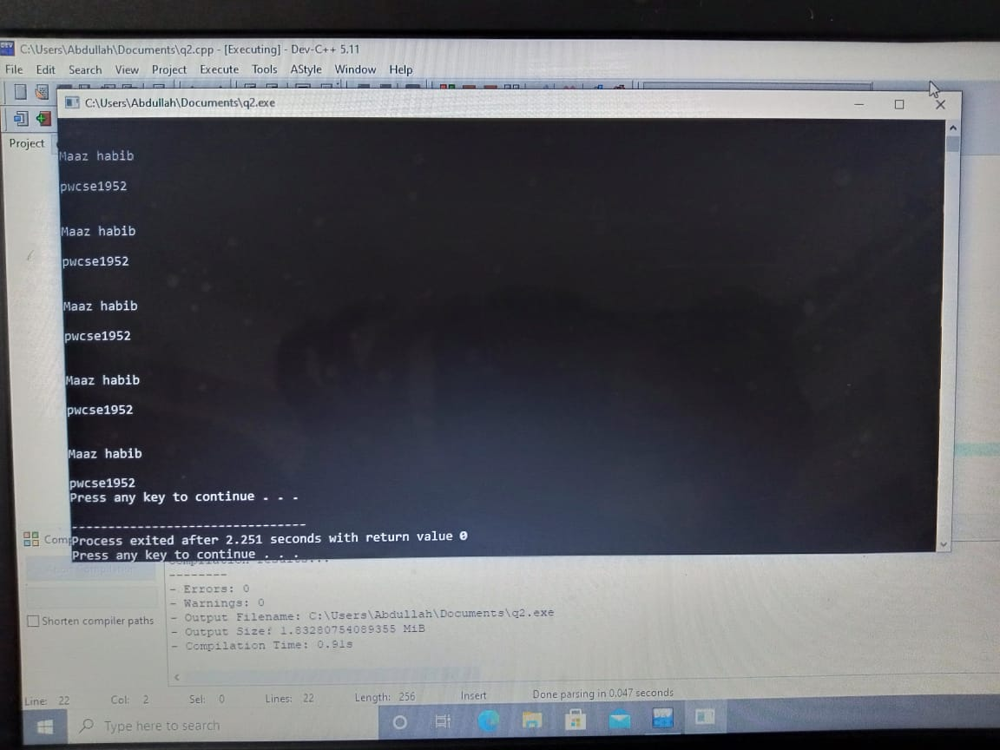 C:\Users\Abdullah\Documents\q2.cpp - [Executing] - Dev-C++ 5.11
File Edit Search View Project Execute Tools AStyle Window Help
C:\Users\Abdullah\Documents\q2.exe
Project
Maaz habib
pwcse1952
Maaz habib
pwcse1952
Maaz habib
pwcse1952
Maaz habib
pwcse1952
Maaz habib
pwcse1952
Press any key to continue . . .
--------------------------------
Process exited after 2.251 seconds with return value 0
Press any key to continue . . .
Comp
--------
- Errors: 0
- Warnings: 0
- Output Filename: C:\Users\Abdullah\Documents\q2.exe
- Output Size: 1.83280754089355 MiB
- Compilation Time: 0.91s
Shorten compiler paths
Line: 22 Col: 2 Sel: 0 Lines: 22 Length: 256 Insert Done parsing in 0,047 seconds
Type here to search
DEV